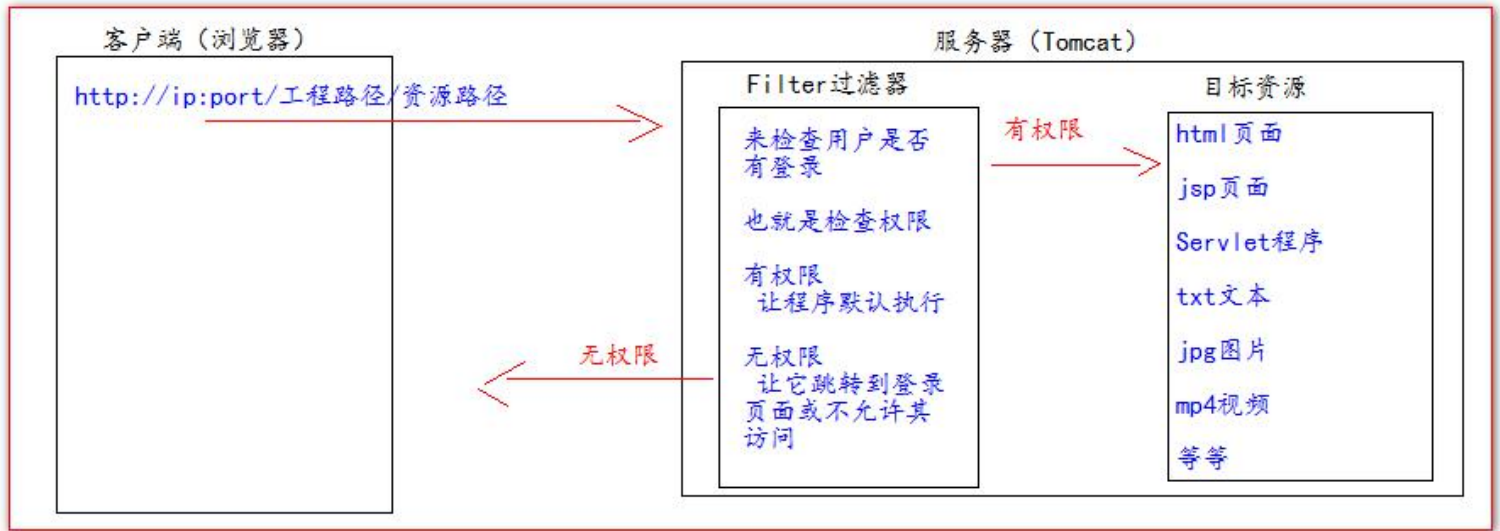 客户端（浏览器）
http://ip:port/工程路径/资源路径
服务器（Tomcat）
Filter过滤器
来检查用户是否
有登录
也就是检查权限
有权限
让程序默认执行
无权限
让它跳转到登录
页面或不允许其
访问
有权限
无权限
目标资源
html页面
jsp页面
Servlet程序
txt文本
jpg图片
mp4视频
等等